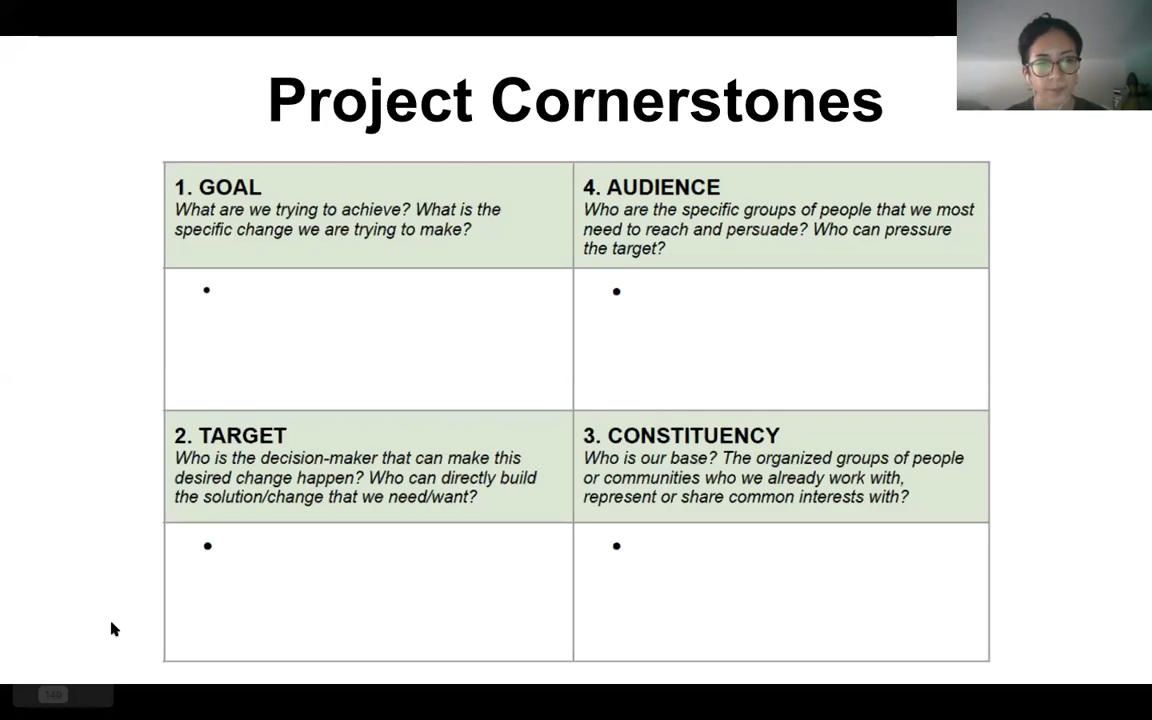 Project Cornerstones
1. GOAL
What are we trying to achieve? What is the
specific change we are trying to make?
4. AUDIENCE
Who are the specific groups of people that we most
need to reach and persuade? Who can pressure
the target?
2. TARGET
Who is the decision-maker that can make this
desired change happen? Who can directly build
the solution/change that we need/want?
3. CONSTITUENCY
Who is our base? The organized groups of people
or communities who we already work with,
represent or share common interests with?
149